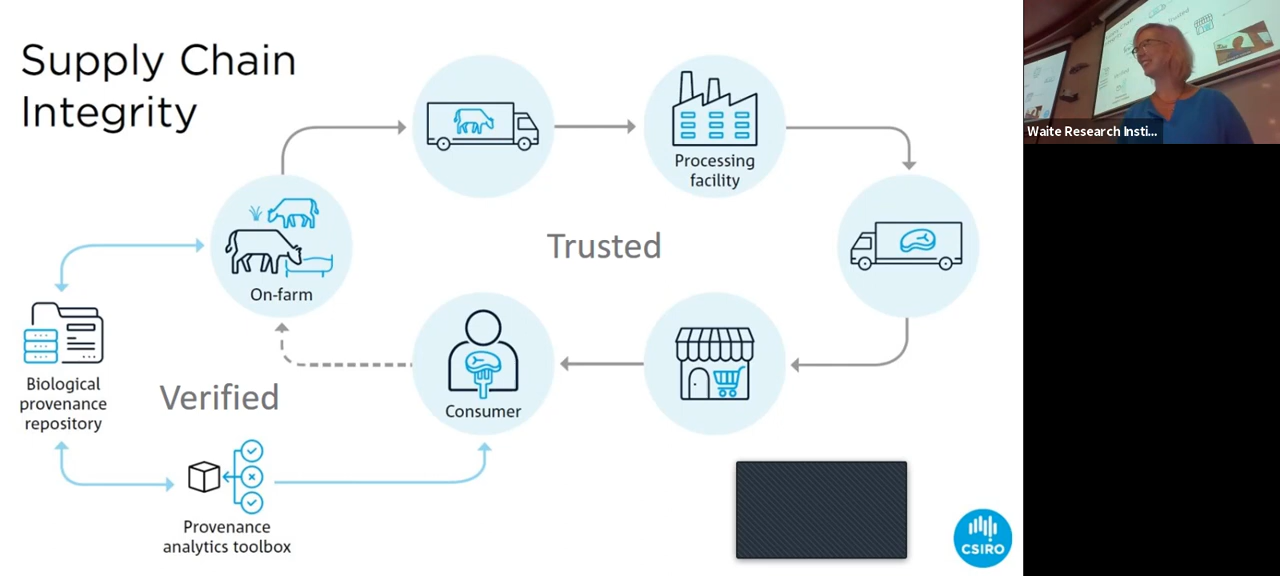 Supply Chain
Integrity
Processing
facility
Trusted
On-farm
Biological
provenance
repository
Verified
Consumer
Provenance
analytics toolbox
CSIRO
Waite Research Insti...